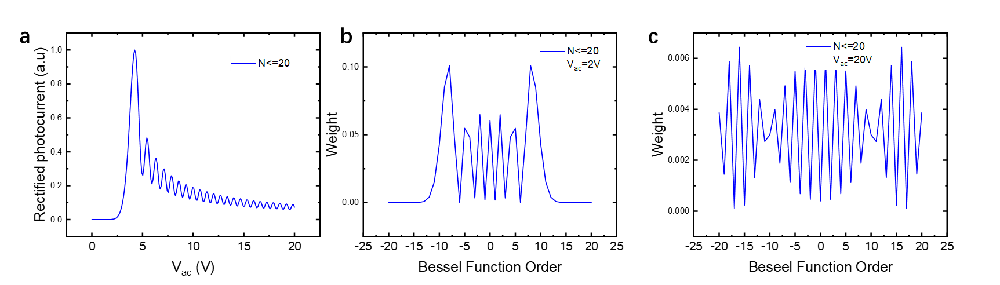 a
Rectified photocurrent (a.u)
1.0
0.8
0.6
0.4
0.2
0.0
N<=20
0 5 10 15 20
Vac (V)
b
Weight
0.10
0.05
0.00
N<=20
Vac=2V
-25 -20 -15 -10 -5 0 5 10 15 20 25
Bessel Function Order
c
Weight
0.006
0.004
0.002
0.000
N<=20
Vac=20V
-25 -20 -15 -10 -5 0 5 10 15 20 25
Beseel Function Order